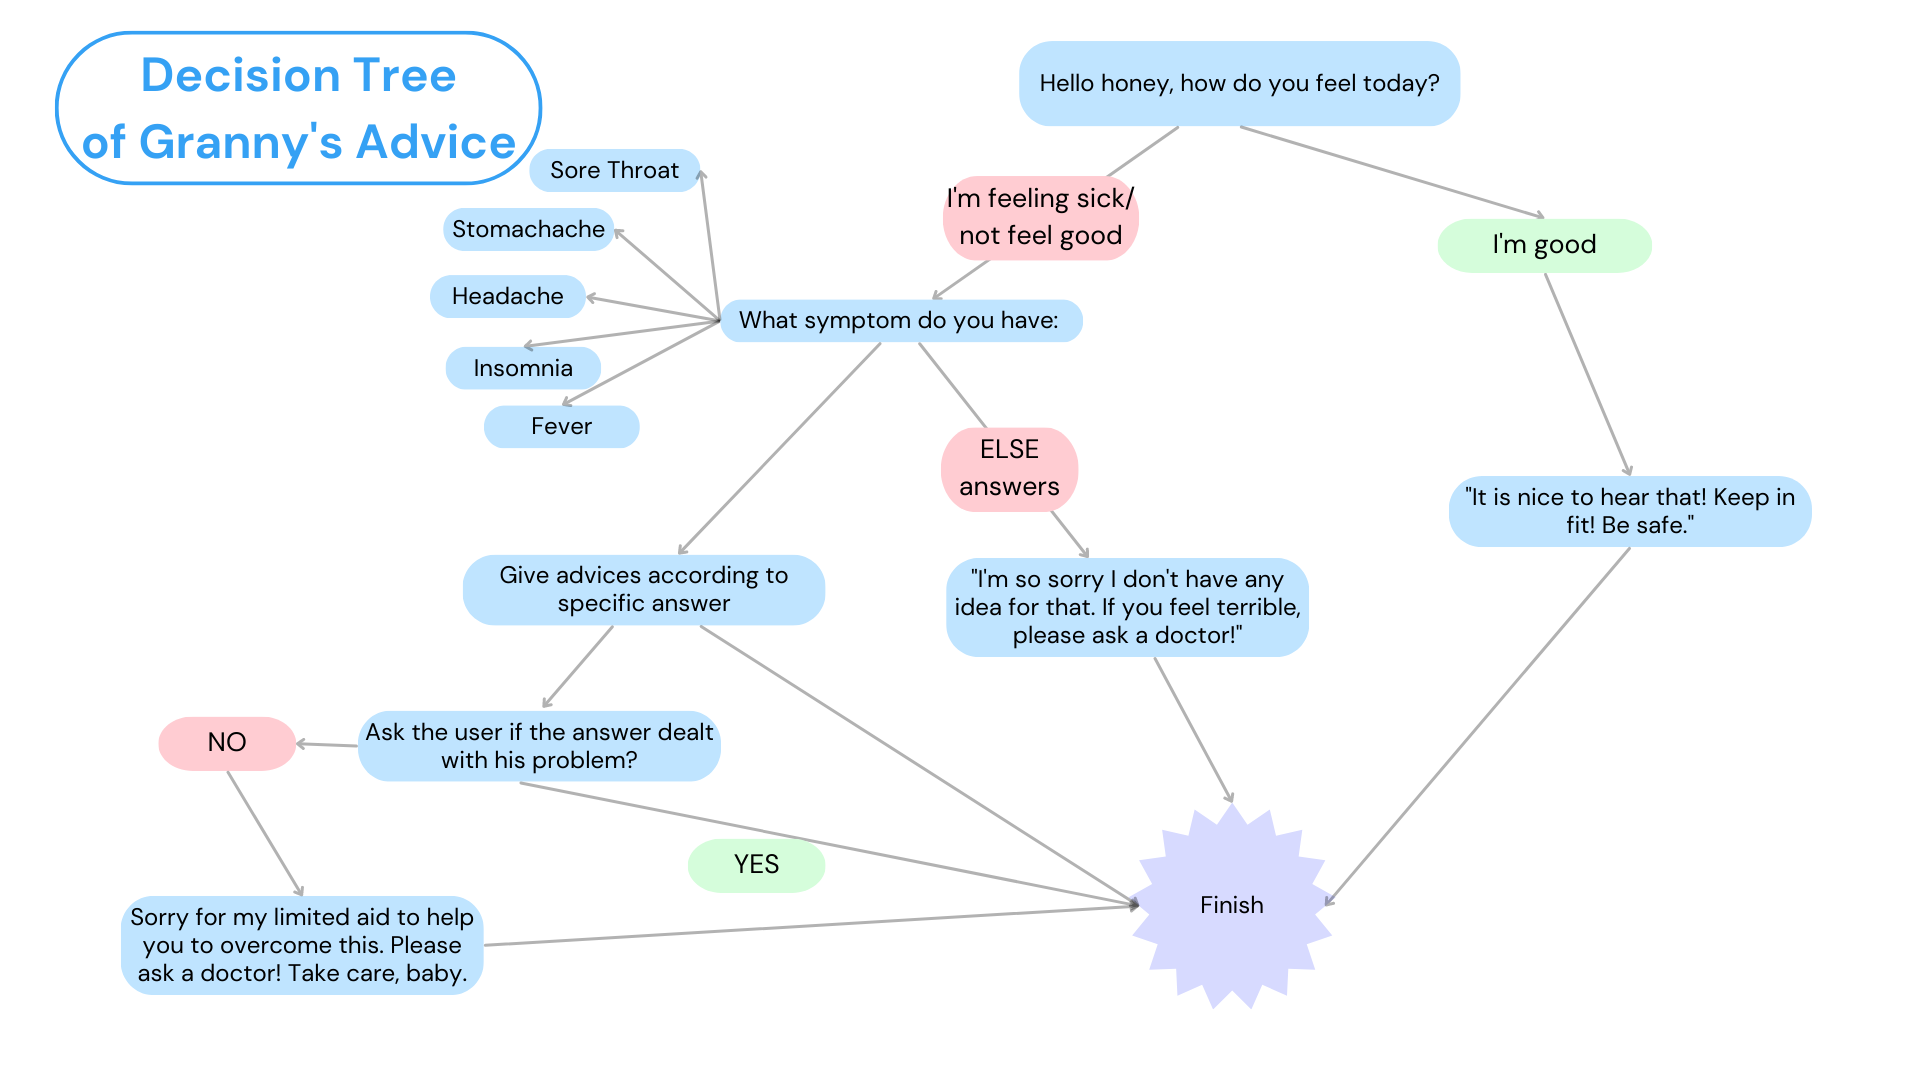 Decision Tree
of Granny's Advice
Hello honey, how do you feel today?
Sore Throat
I'm feeling sick/
not feel good
Stomachache
I'm good
Headache
What symptom do you have:
Insomnia
Fever
ELSE
answers
"It is nice to hear that! Keep in
fit! Be safe."
Give advices according to
specific answer
"I'm so sorry I don't have any
idea for that. If you feel terrible,
please ask a doctor!"
NO
Ask the user if the answer dealt
with his problem?
YES
Finish
Sorry for my limited aid to help
you to overcome this. Please
ask a doctor! Take care, baby.